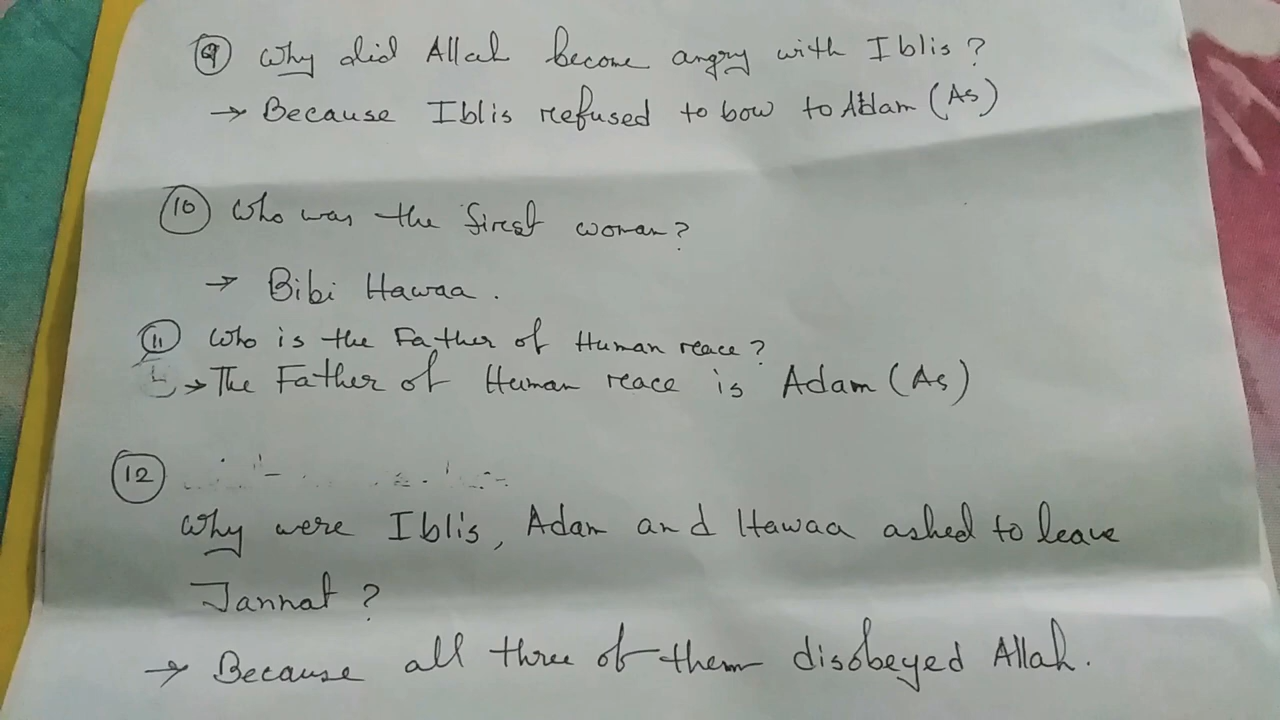 9 Why did Allah become angry with Iblis?
→ Because Iblis refused to bow to Adam (As)
10 Who was the first woman?
→ Bibi Hawaa.
11 Who is the Father of Human race?
→ The Father of Human race is Adam (As)
12
Why were Iblis, Adam and Hawaa asked to leave
Jannat?
→ Because all three of them disobeyed Allah.